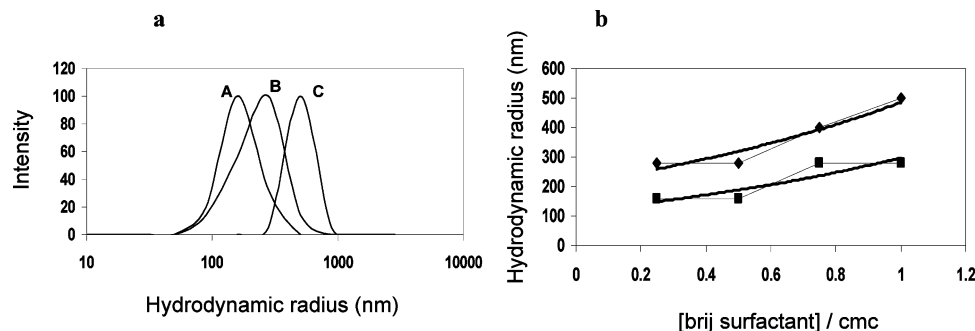 a
120
100
80
60
40
20
0
A
B
C
Intensity
10
100
1000
10000
Hydrodynamic radius (nm)
b
600
500
400
300
200
100
0
Hydrodynamic radius (nm)
0
0.2
0.4
0.6
0.8
1
1.2
[brij surfactant] / cmc